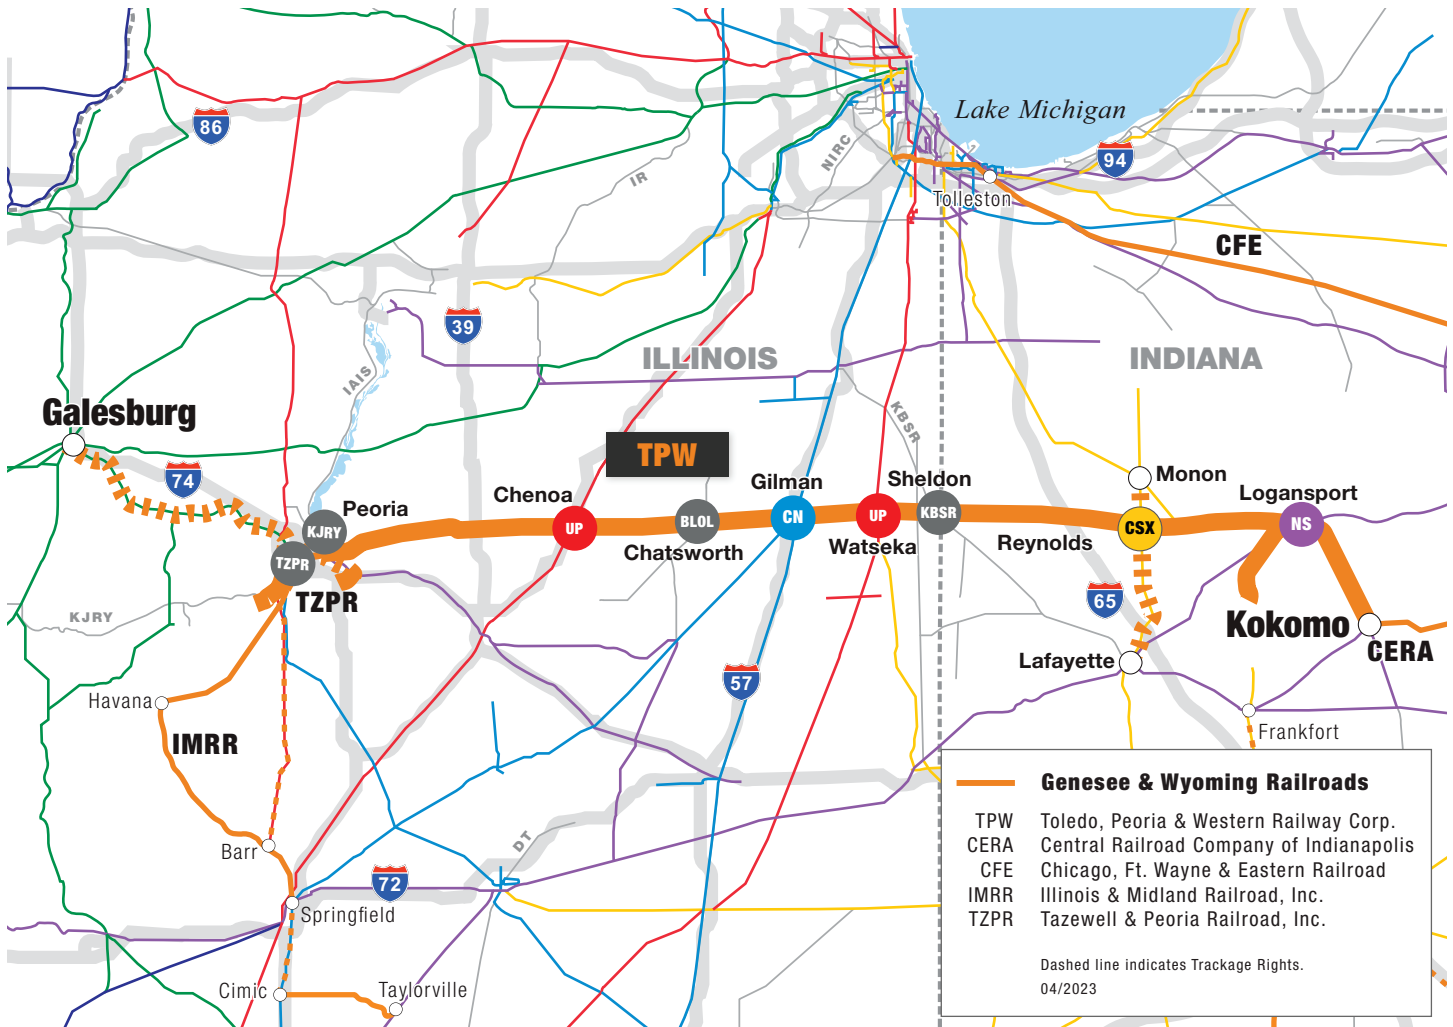 86
Lake Michigan
NIRC
94
IR
Tolleston
CFE
39
ILLINOIS
INDIANA
IAIS
Galesburg
KBSR
TPW
74
Peoria
Chenoa
Gilman
Sheldon
Monon
Logansport
KJRY
UP
BLOL
CN
UP
KBSR
CSX
NS
Chatsworth
Watseka
Reynolds
TZPR
TZPR
KJRY
65
Kokomo
CERA
Lafayette
57
Havana
IMRR
Frankfort
DT
Barr
72
Springfield
Cimic
Taylorville
Genesee & Wyoming Railroads
TPW Toledo, Peoria & Western Railway Corp.
CERA Central Railroad Company of Indianapolis
CFE Chicago, Ft. Wayne & Eastern Railroad
IMRR Illinois & Midland Railroad, Inc.
TZPR Tazewell & Peoria Railroad, Inc.
Dashed line indicates Trackage Rights.
04/2023